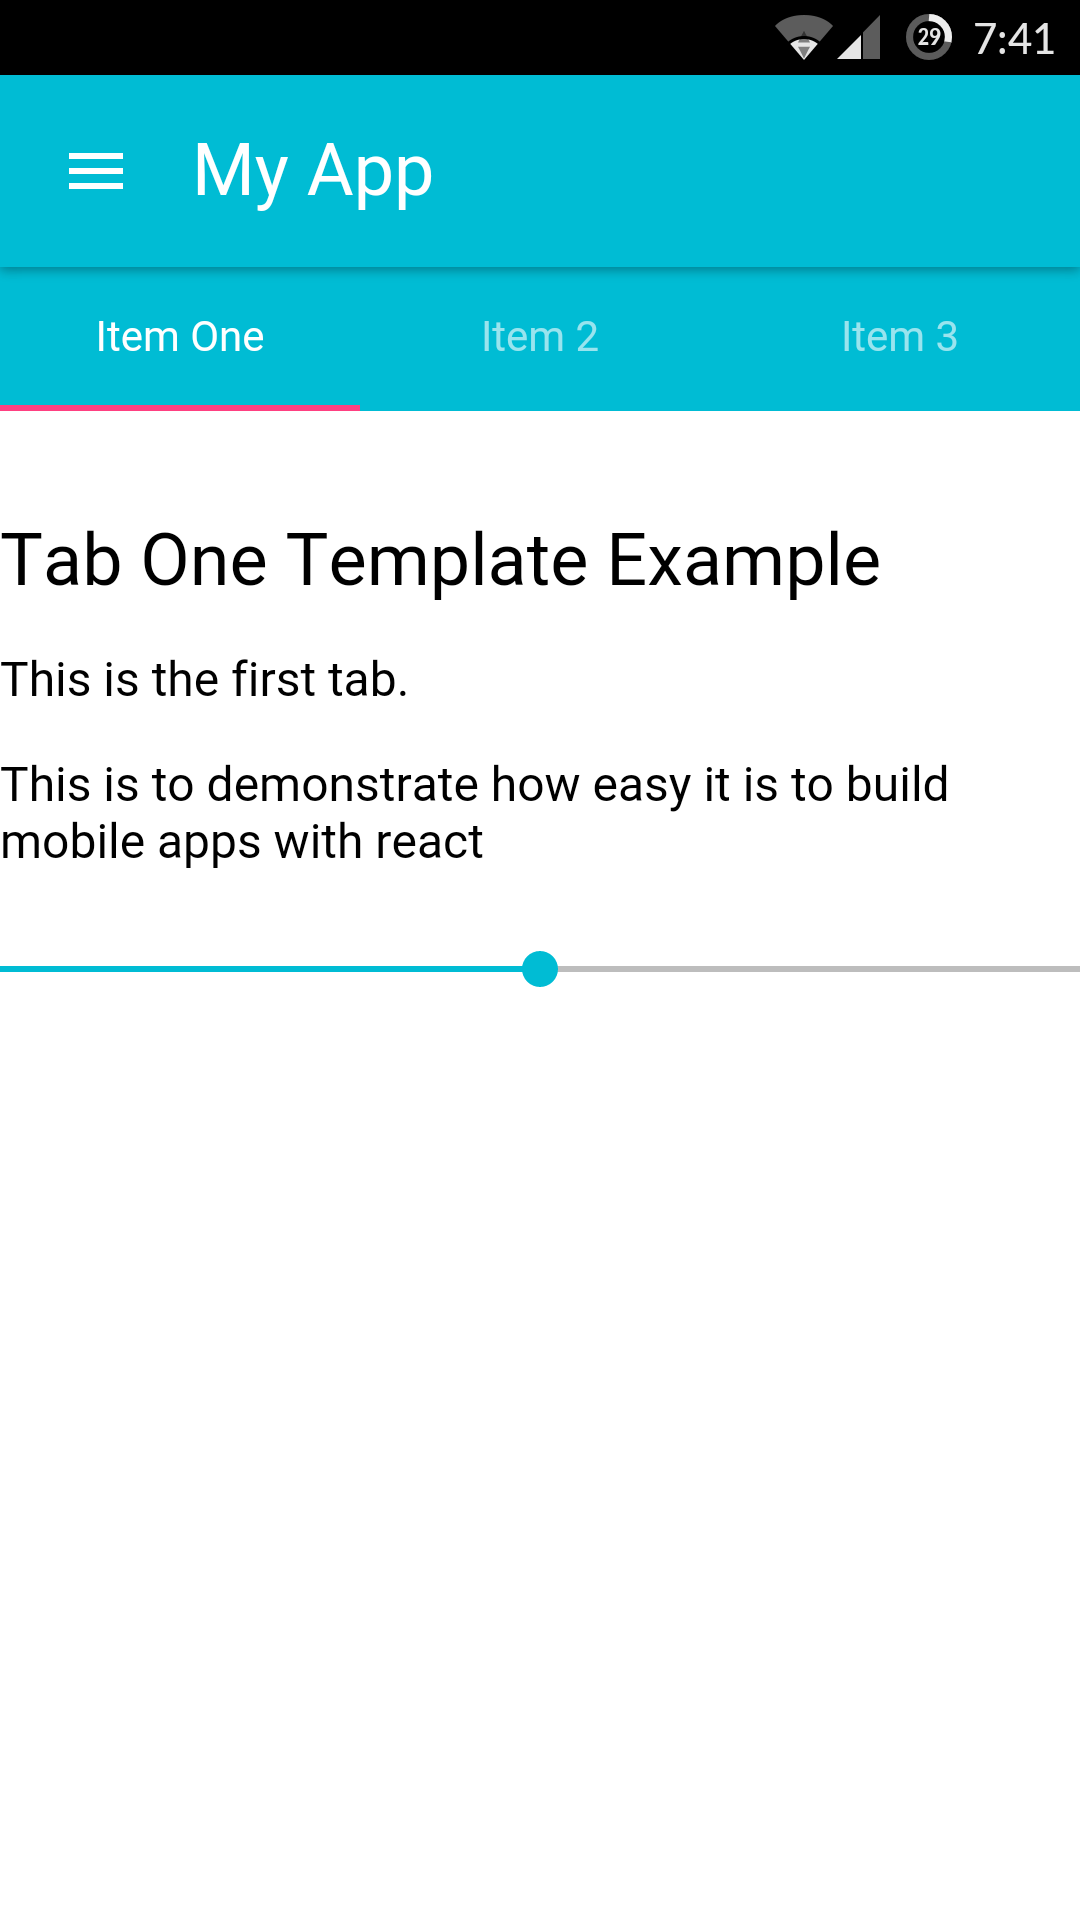 29 7:41
My App
Item One Item 2 Item 3
Tab One Template Example
This is the first tab.
This is to demonstrate how easy it is to build
mobile apps with react